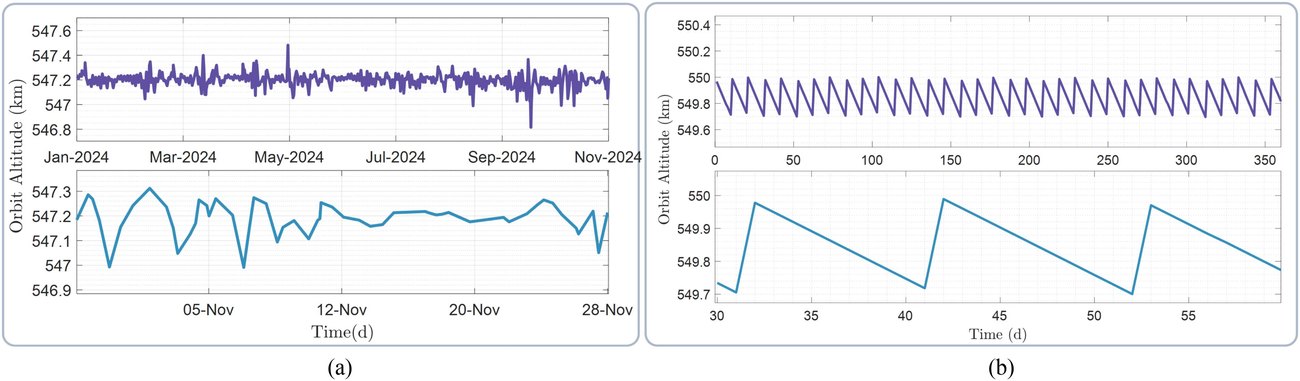 547.6
547.4
547.2
547
546.8
Jan-2024 Mar-2024 May-2024 Jul-2024 Sep-2024 Nov-2024
Orbit Altitude (km)
547.3
547.2
547.1
547
546.9
05-Nov 12-Nov 20-Nov 28-Nov
Time(d)
(a)
550.4
550.2
550
549.8
549.6
0 50 100 150 200 250 300 350
Orbit Altitude (km)
550
549.9
549.8
549.7
30 35 40 45 50 55
Time (d)
(b)